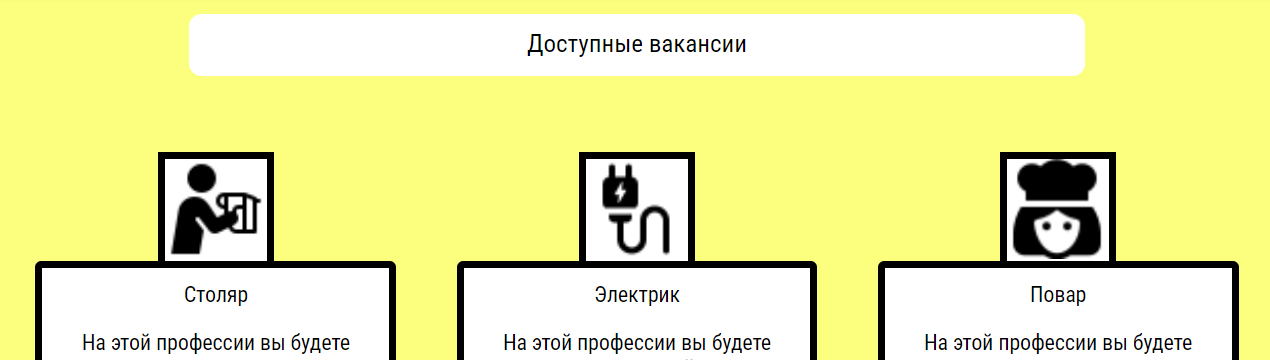 Доступные вакансии
Столяр
Электрик
Повар
На этой профессии вы будете
На этой профессии вы будете
На этой профессии вы будете